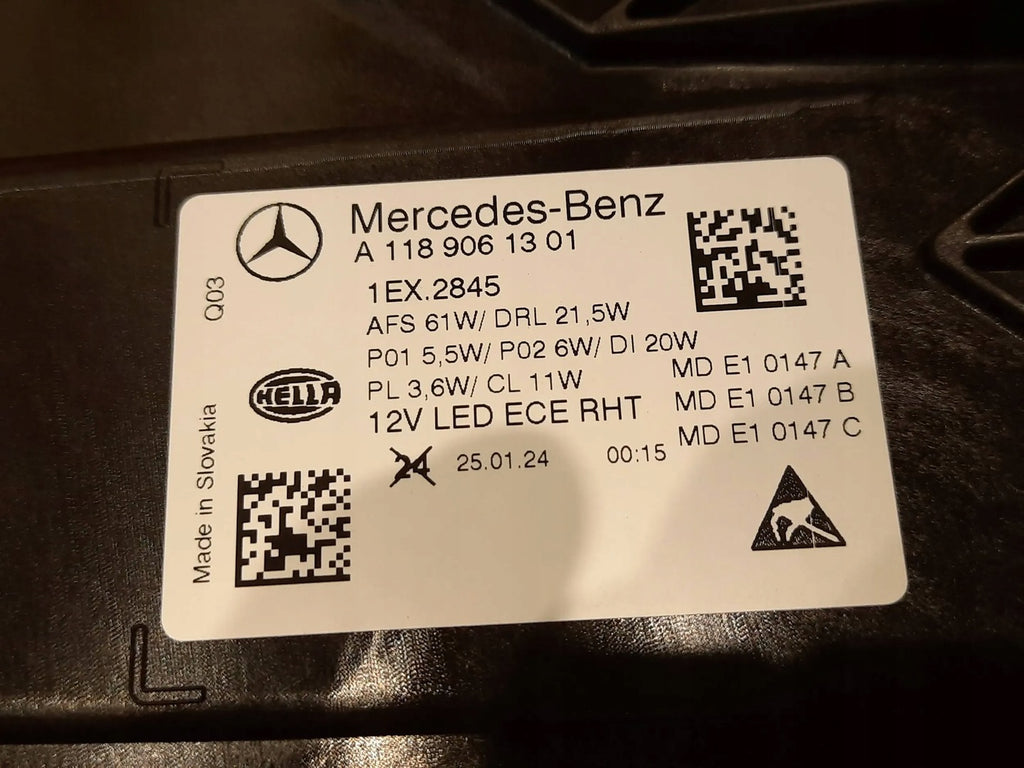 Mercedes-Benz
A 118 906 13 01
1EX.2845
AFS 61W/ DRL 21,5W
P01 5,5W/ P02 6W/ DI 20W
PL 3,6W/ CL 11W
12V LED ECE RHT
MD E1 0147 A
MD E1 0147 B
MD E1 0147 C
24 25.01.24 00:15
Q03
HELLA
Made in Slovakia